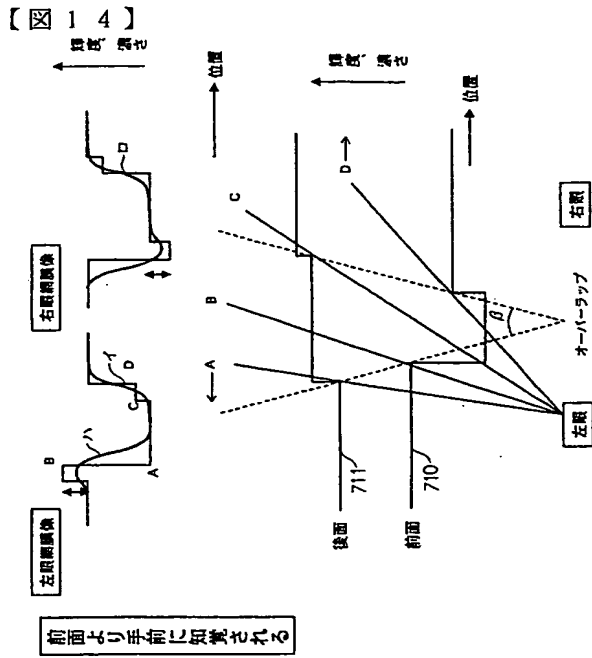 【図14】
前面より手前に知覚される
左眼網膜像
右眼網膜像
輝度、濃さ
B
ハ
A
C
D
イ
ロ
位置
←A
B
C
D→
輝度、濃さ
後面
711
前面
710
位置
β
オーバーラップ
左眼
右眼